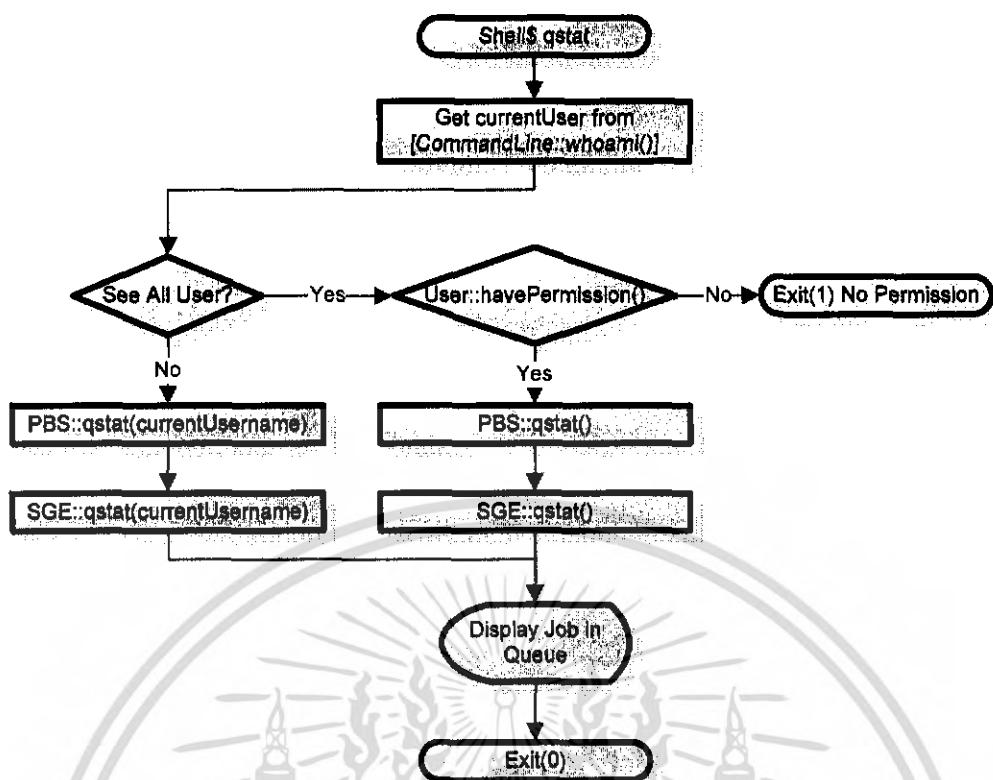 Shell$ qstat
Get currentUser from
[CommandLine::whoami()]
See All User?
Yes
User::havePermission()
No
Exit(1) No Permission
No
Yes
PBS::qstat(currentUsername)
PBS::qstat()
SGE::qstat(currentUsername)
SGE::qstat()
Display Job in
Queue
Exit(0)